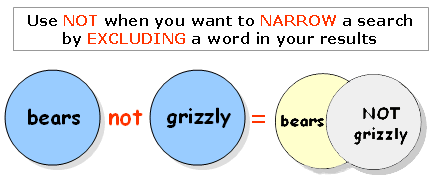 Use NOT when you want to NARROW a search
by EXCLUDING a word in your results
bears not grizzly = bears NOT
grizzly